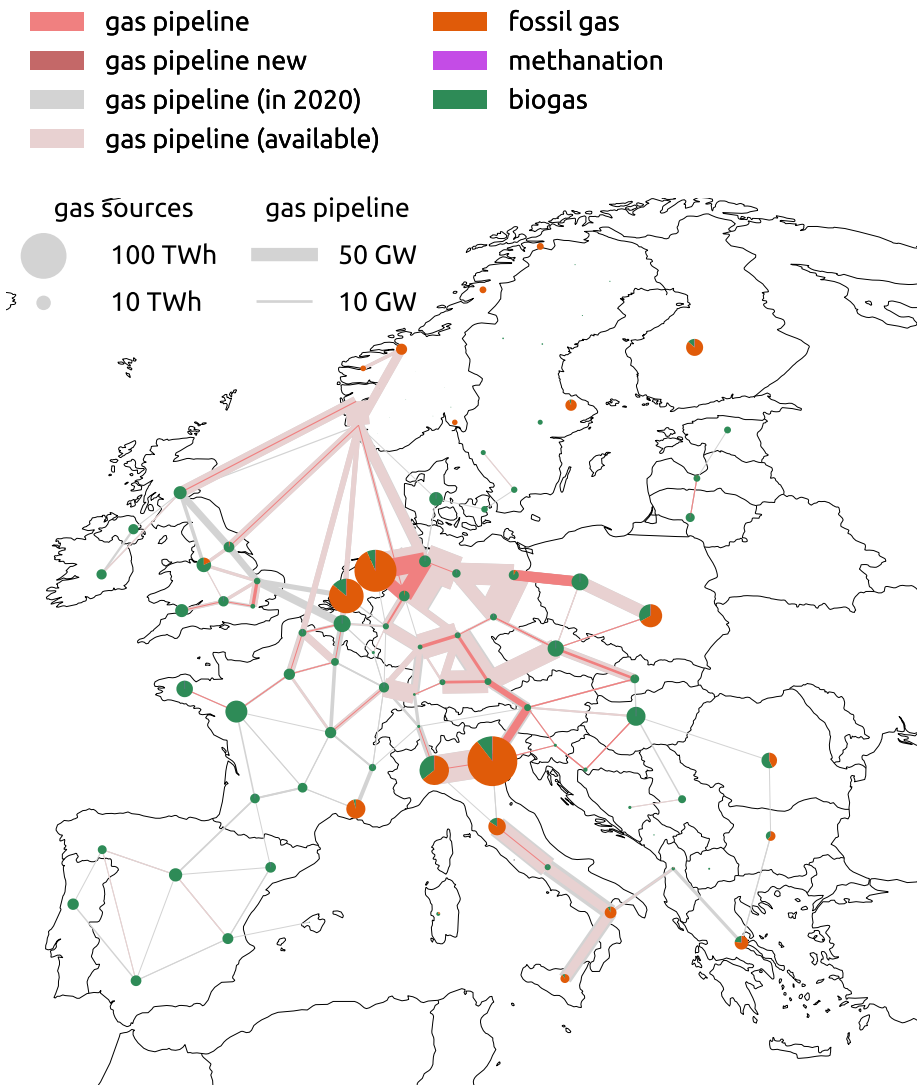 gas pipeline
gas pipeline new
gas pipeline (in 2020)
gas pipeline (available)
fossil gas
methanation
biogas
gas sources
100 TWh
10 TWh
gas pipeline
50 GW
10 GW